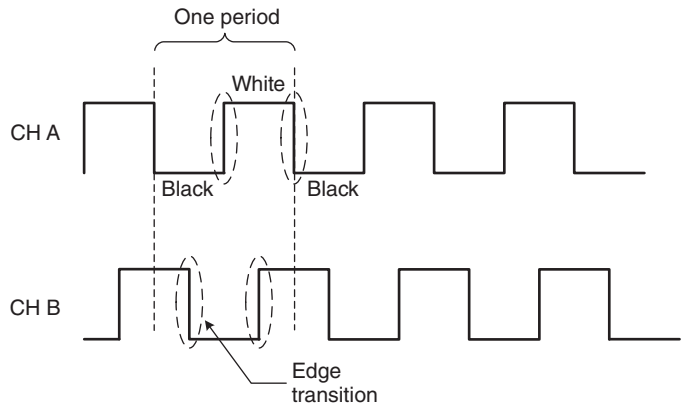 One period
White
CH A
Black
Black
CH B
Edge
transition